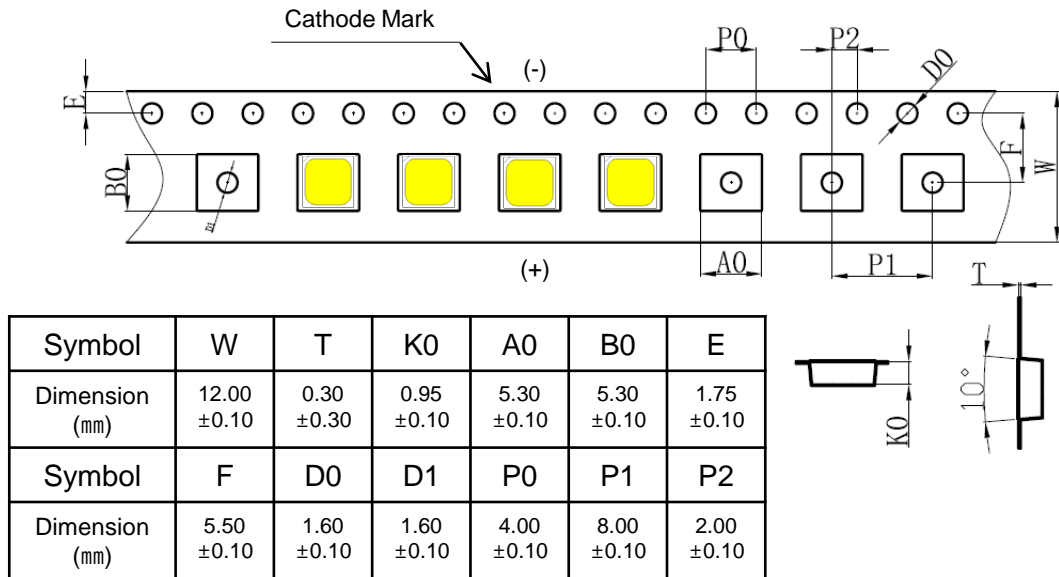 Cathode Mark
(-)
P0
P2
D0
E
B0
D1
F
W
A0
P1
(+)
T
K0
10°
Symbol W T K0 A0 B0 E
Dimension (㎜) 12.00 ±0.10 0.30 ±0.30 0.95 ±0.10 5.30 ±0.10 5.30 ±0.10 1.75 ±0.10
Symbol F D0 D1 P0 P1 P2
Dimension (㎜) 5.50 ±0.10 1.60 ±0.10 1.60 ±0.10 4.00 ±0.10 8.00 ±0.10 2.00 ±0.10